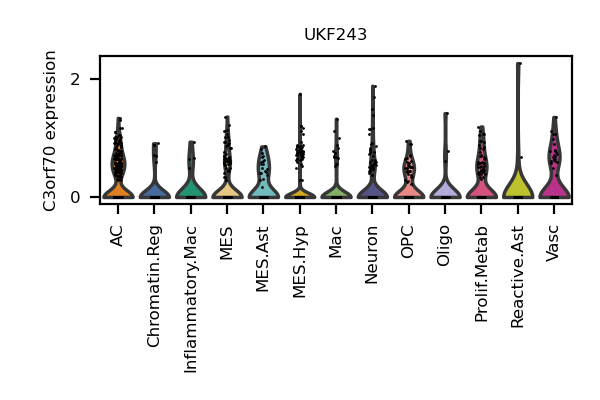 UKF243
C3orf70 expression
2
0
AC
Chromatin.Reg
Inflammatory.Mac
MES
MES.Ast
MES.Hyp
Mac
Neuron
OPC
Oligo
Prolif.Metab
Reactive.Ast
Vasc